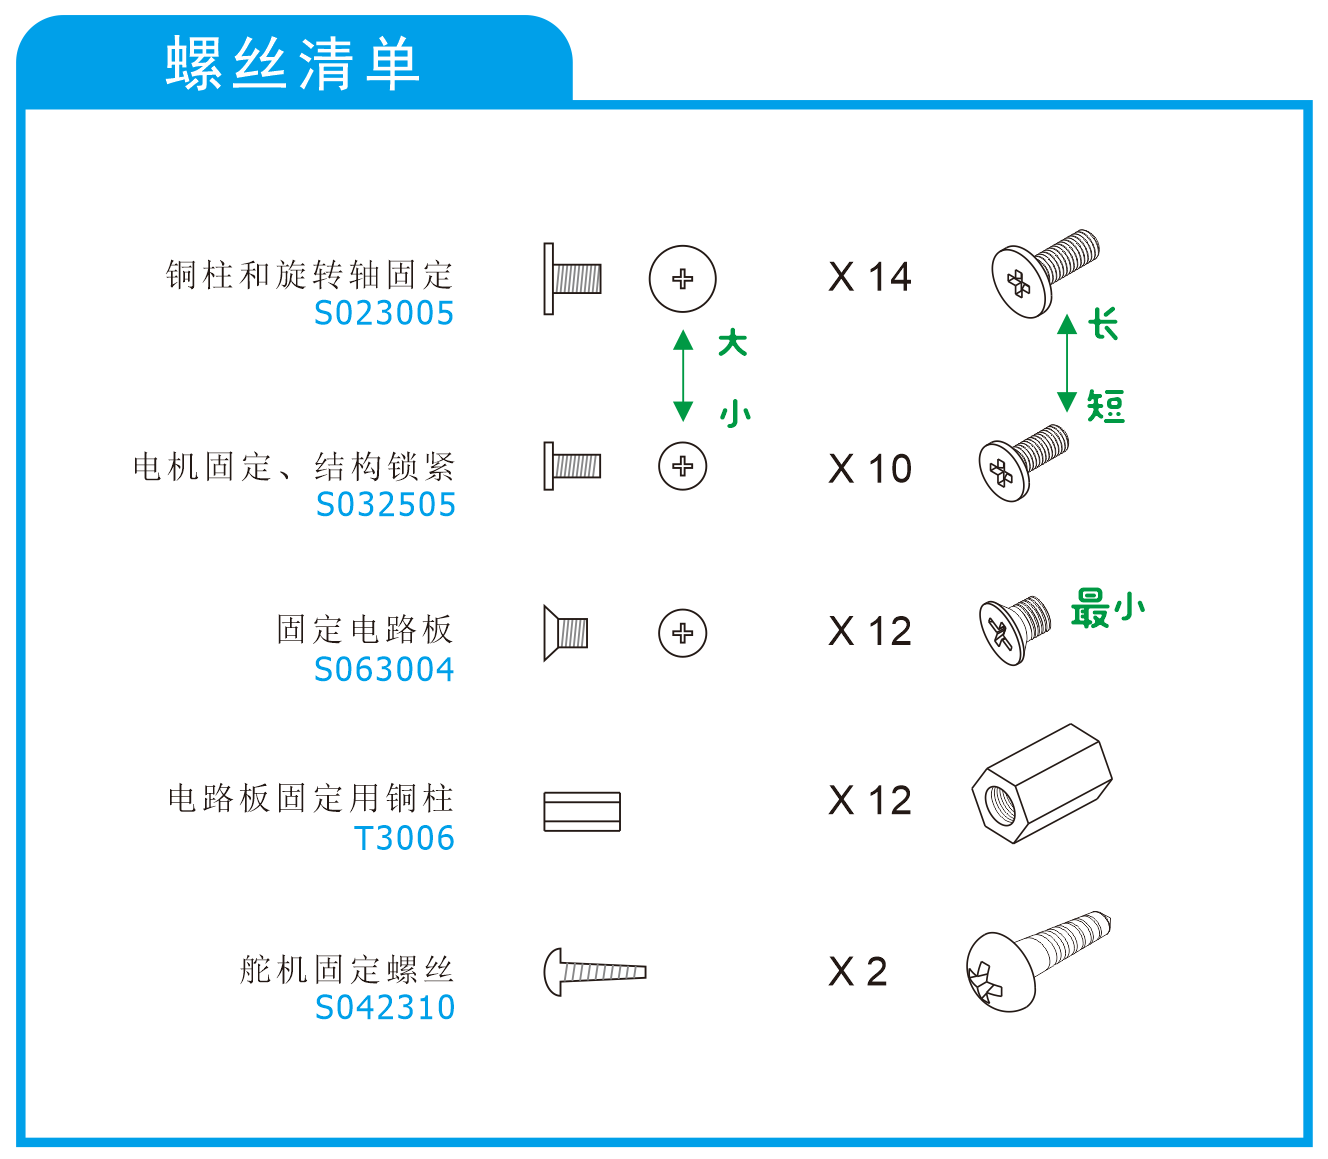 螺丝清单
铜柱和旋转轴固定 X 14
S023005
大 长
小 短
电机固定、结构锁紧 X 10
S032505
固定电路板 X 12 最小
S063004
电路板固定用铜柱 X 12
T3006
舵机固定螺丝 X 2
S042310